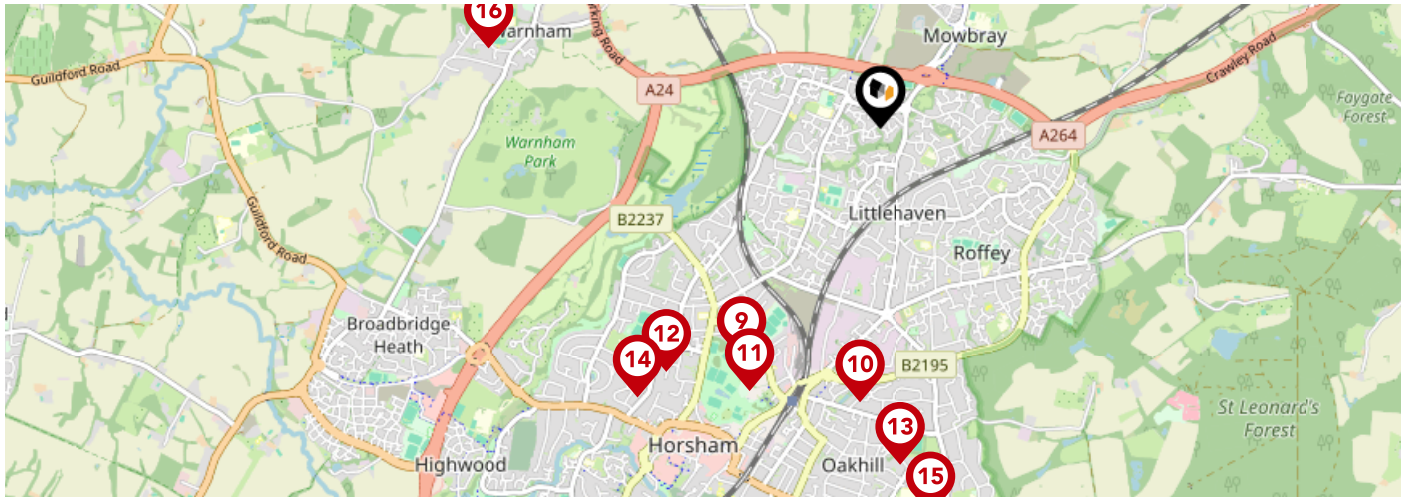 16
Warnham
Guildford Road
A24
Mowbray
Crawley Road
Faygate
Forest
A264
Warnham
Park
Guildford Road
B2237
Littlehaven
Roffey
Broadbridge
Heath
12
14
9
11
10
B2195
St Leonard's
Forest
13
15
Horsham
Oakhill
Highwood